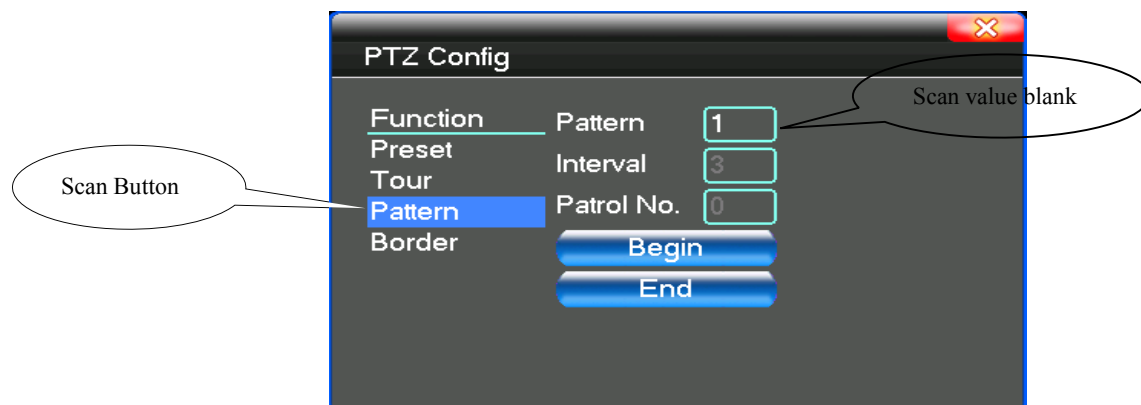 PTZ Config
Scan value blank
Function
Pattern 1
Preset
Interval 3
Tour
Scan Button
Pattern
Patrol No. 0
Border
Begin
End